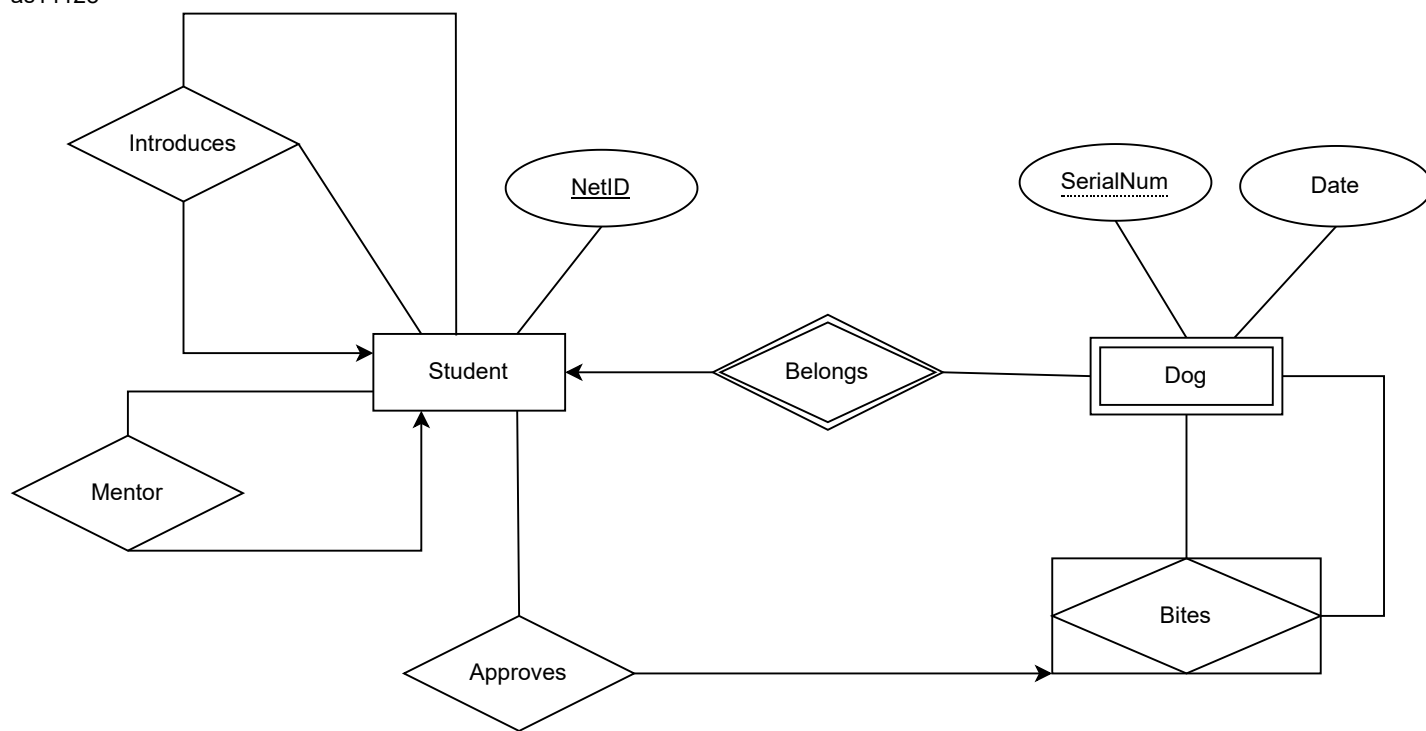 Introduces
NetID
SerialNum
Date
Student
Belongs
Dog
Mentor
Bites
Approves